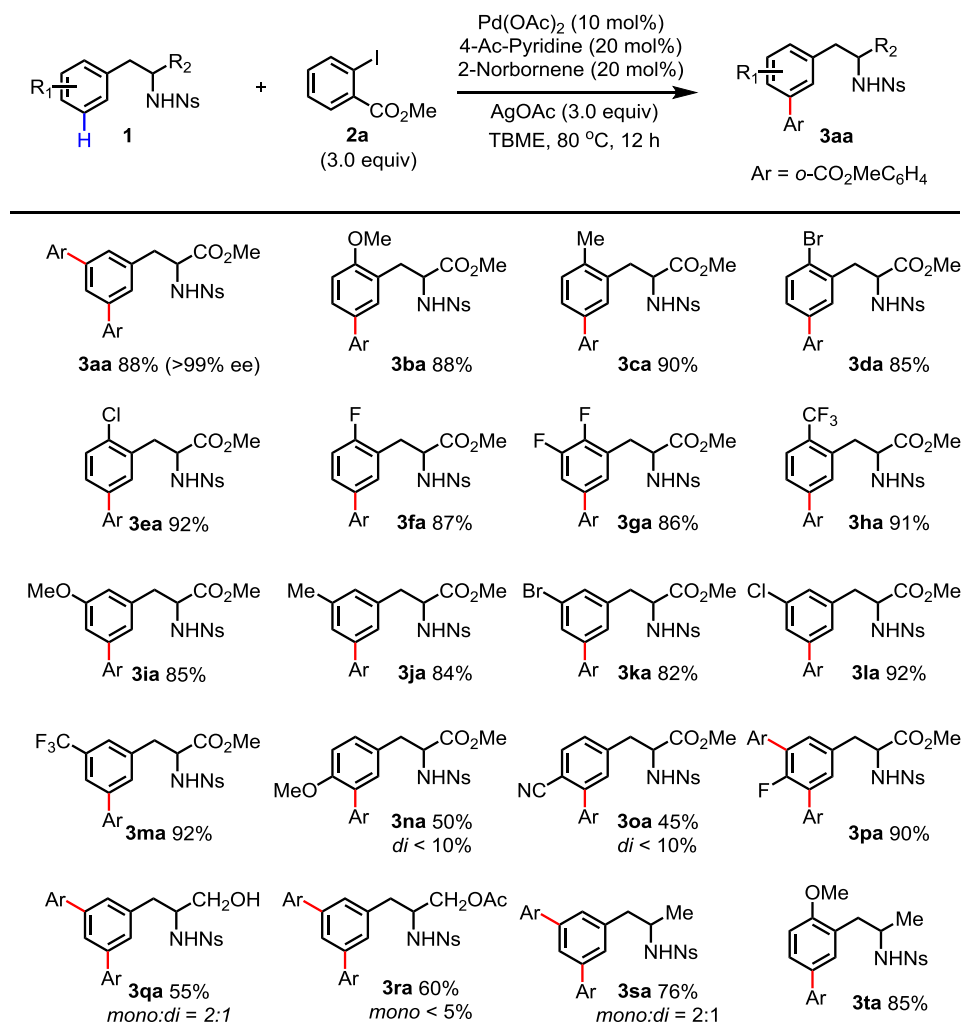 Pd(OAc)2 (10 mol%)
4-Ac-Pyridine (20 mol%)
2-Norbornene (20 mol%)
AgOAc (3.0 equiv)
TBME, 80 °C, 12 h
R1
R2
NHNs
H
1
+
I
CO2Me
2a
(3.0 equiv)
R1
R2
NHNs
Ar
3aa
Ar = o-CO2MeC6H4
Ar
CO2Me
NHNs
Ar
3aa 88% (>99% ee)
OMe
CO2Me
NHNs
Ar
3ba 88%
Me
CO2Me
NHNs
Ar
3ca 90%
Br
CO2Me
NHNs
Ar
3da 85%
Cl
CO2Me
NHNs
Ar
3ea 92%
F
CO2Me
NHNs
Ar
3fa 87%
F
F
CO2Me
NHNs
Ar
3ga 86%
CF3
CO2Me
NHNs
Ar
3ha 91%
MeO
CO2Me
NHNs
Ar
3ia 85%
Me
CO2Me
NHNs
Ar
3ja 84%
Br
CO2Me
NHNs
Ar
3ka 82%
Cl
CO2Me
NHNs
Ar
3la 92%
F3C
CO2Me
NHNs
Ar
3ma 92%
CO2Me
NHNs
MeO
Ar
3na 50%
di < 10%
CO2Me
NHNs
NC
Ar
3oa 45%
di < 10%
Ar
CO2Me
NHNs
F
Ar
3pa 90%
Ar
CH2OH
NHNs
Ar
3qa 55%
mono:di = 2:1
Ar
CH2OAc
NHNs
Ar
3ra 60%
mono < 5%
Ar
Me
NHNs
Ar
3sa 76%
mono:di = 2:1
OMe
Me
NHNs
Ar
3ta 85%